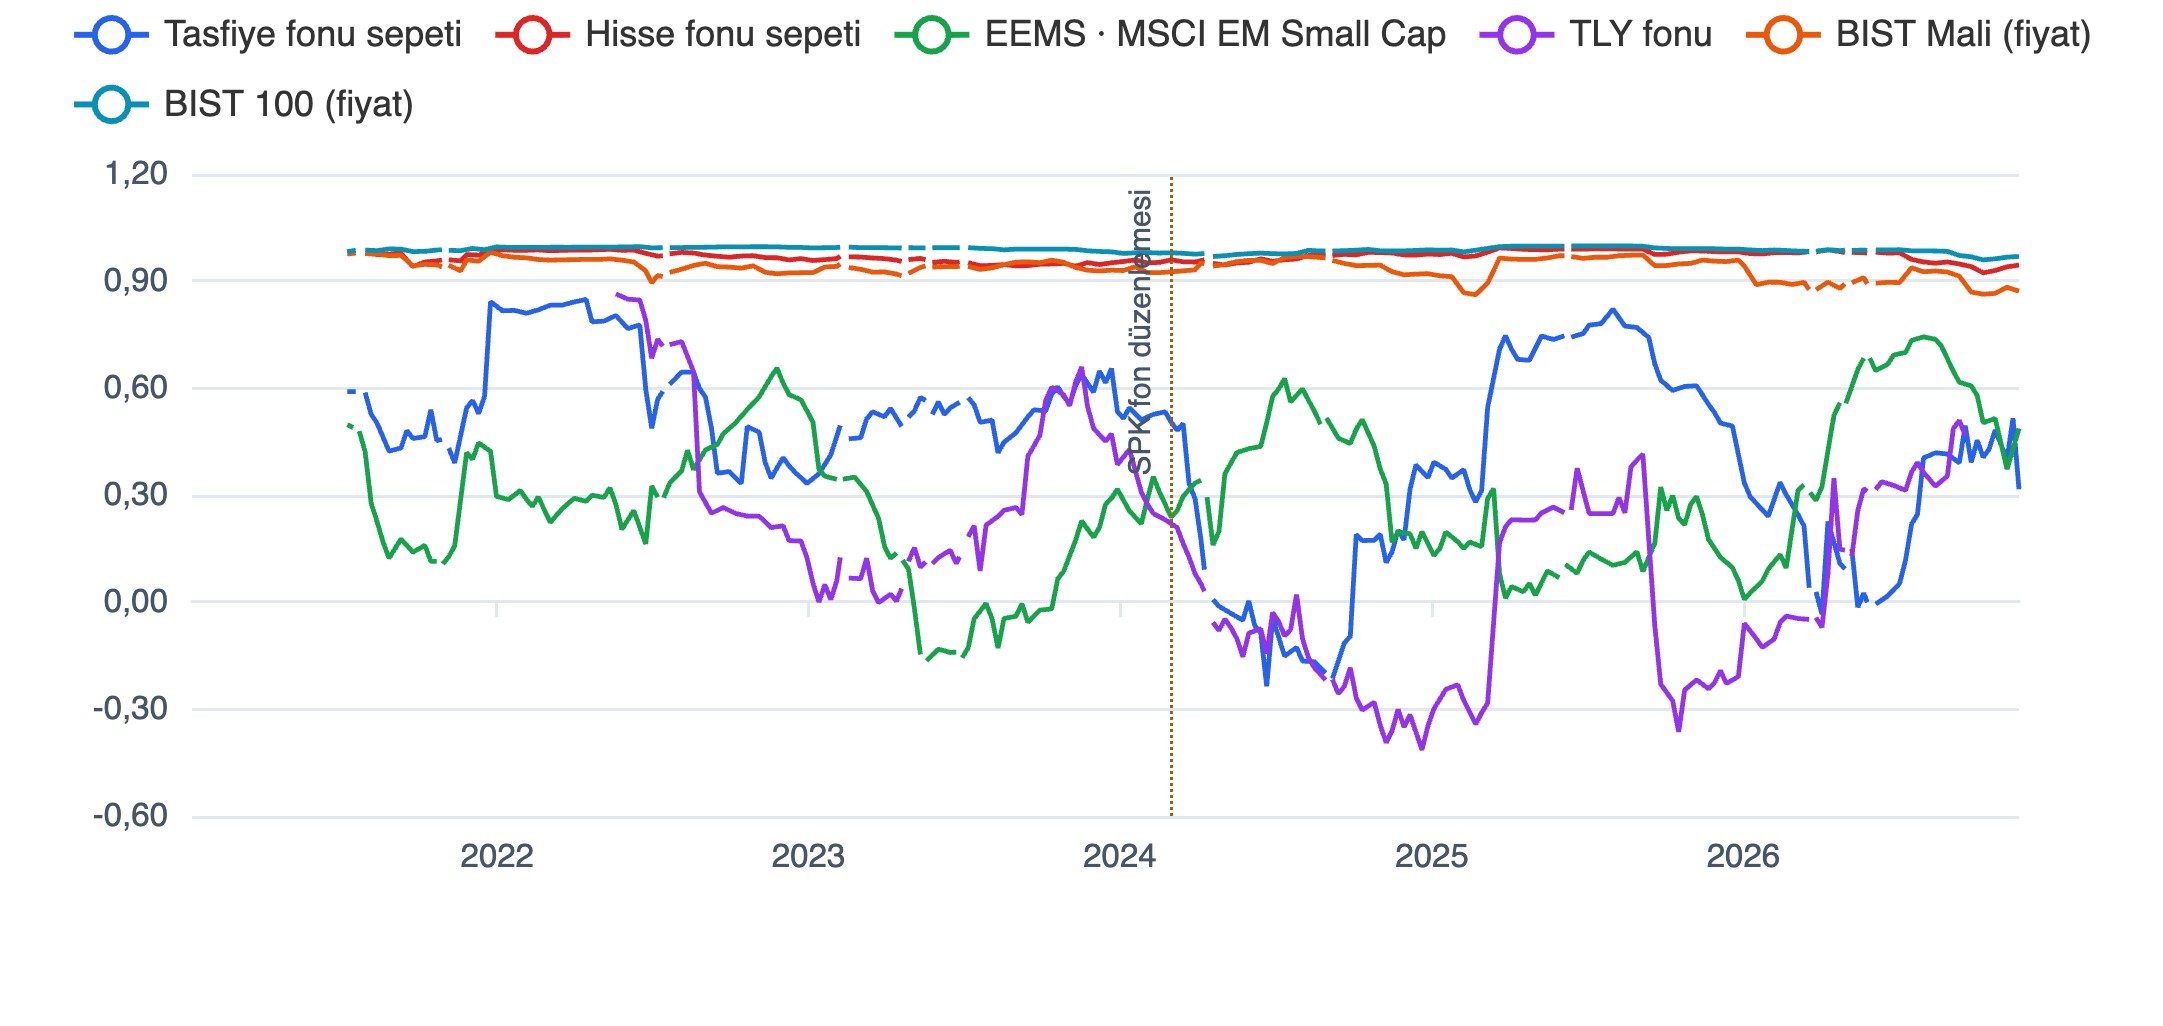 Tasfiye fonu sepeti Hisse fonu sepeti EEMS · MSCI EM Small Cap TLY fonu BIST Mali (fiyat)
BIST 100 (fiyat)
1,20
0,90
0,60
0,30
0,00
-0,30
-0,60
SPK fon düzenlemesi
2022 2023 2024 2025 2026